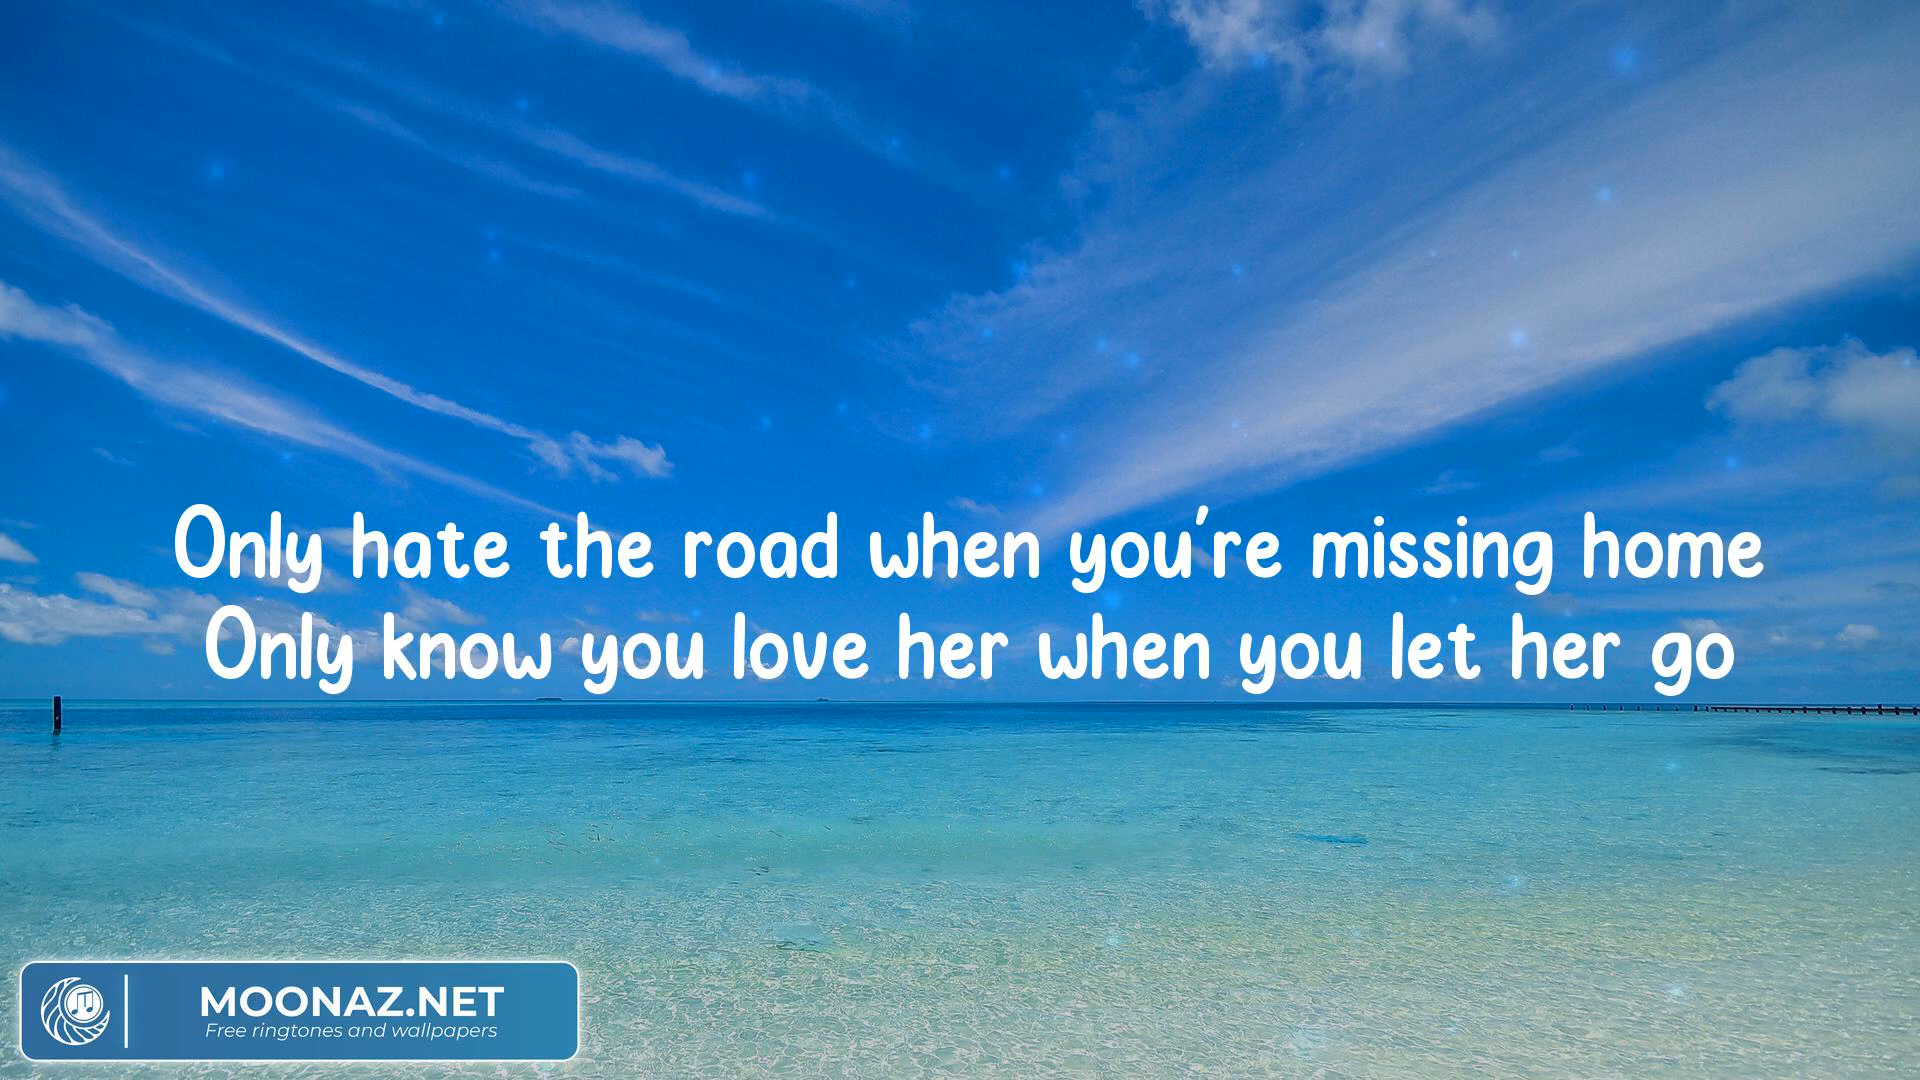 Only hate the road when you're missing home
Only know you love her when you let her go
MOONAZ.NET
Free ringtones and wallpapers